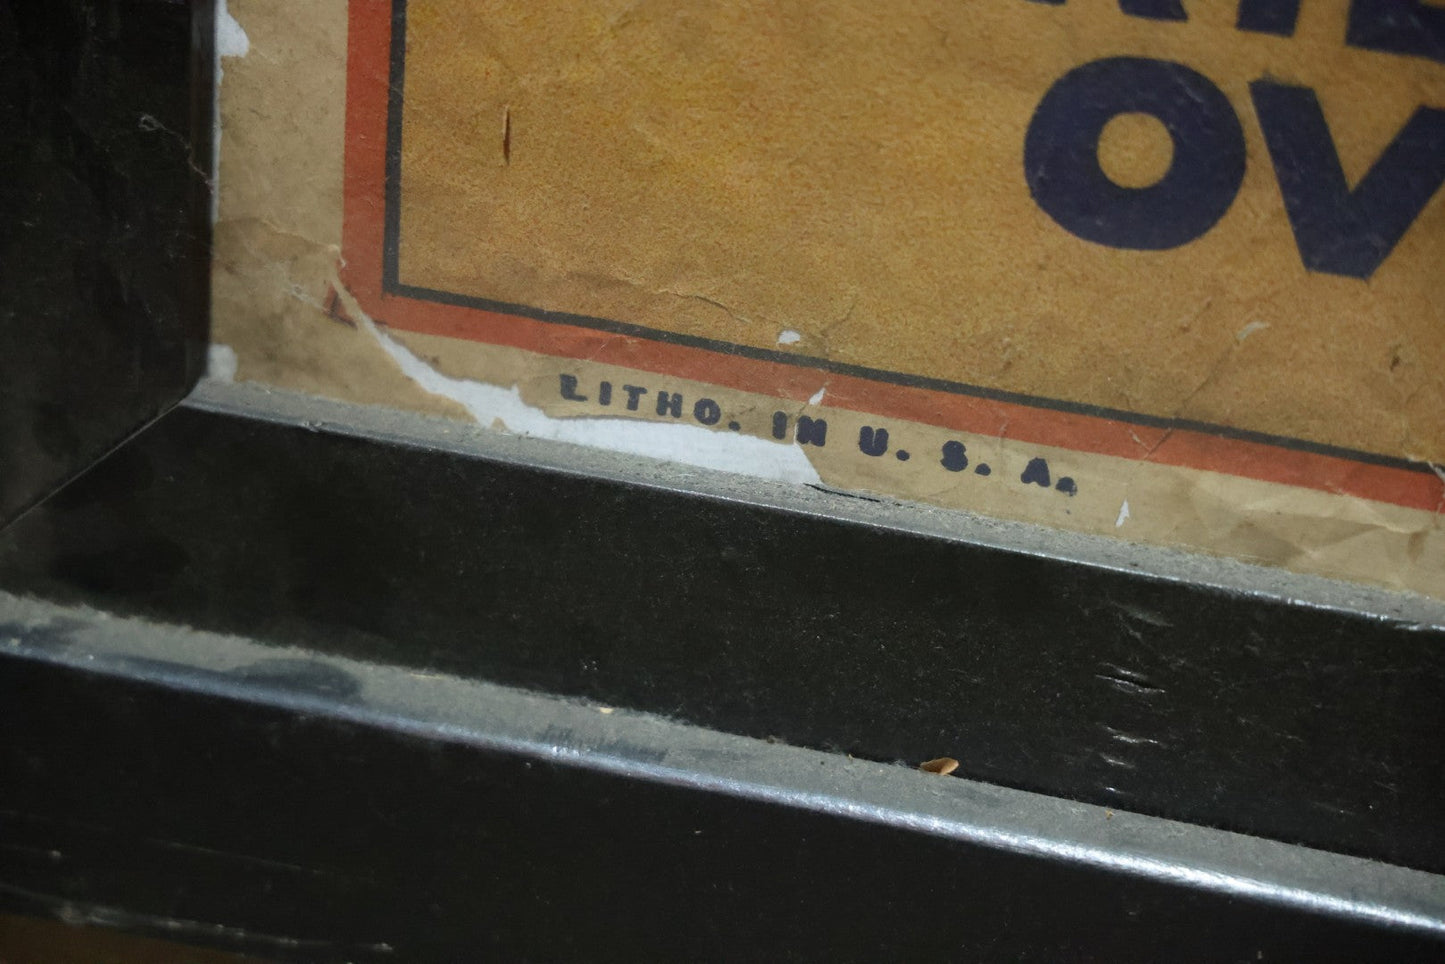 OV
LITHO. IN U. S. A.